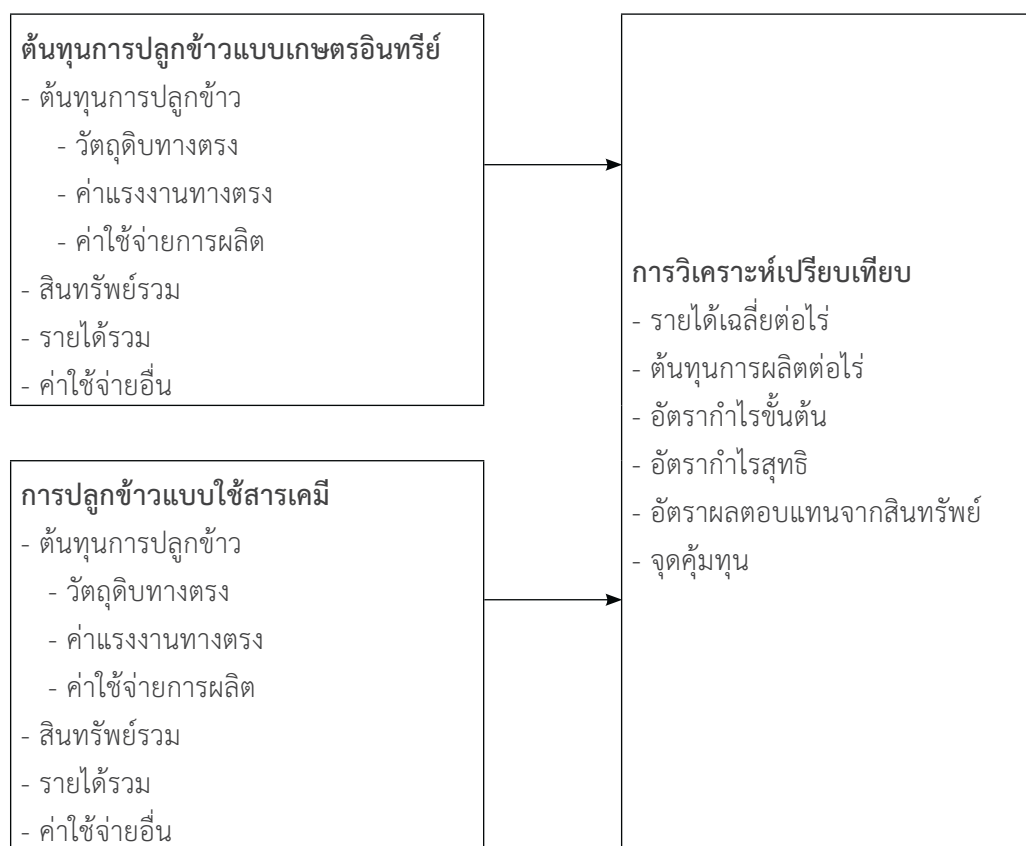 ต้นทุนการปลูกข้าวแบบเกษตรอินทรีย์
- ต้นทุนการปลูกข้าว
- วัตถุดิบทางตรง
- ค่าแรงงานทางตรง
- ค่าใช้จ่ายการผลิต
- สินทรัพย์รวม
- รายได้รวม
- ค่าใช้จ่ายอื่น
การปลูกข้าวแบบใช้สารเคมี
- ต้นทุนการปลูกข้าว
- วัตถุดิบทางตรง
- ค่าแรงงานทางตรง
- ค่าใช้จ่ายการผลิต
- สินทรัพย์รวม
- รายได้รวม
- ค่าใช้จ่ายอื่น
การวิเคราะห์เปรียบเทียบ
- รายได้เฉลี่ยต่อไร่
- ต้นทุนการผลิตต่อไร่
- อัตรากำไรขั้นต้น
- อัตรากำไรสุทธิ
- อัตราผลตอบแทนจากสินทรัพย์
- จุดคุ้มทุน